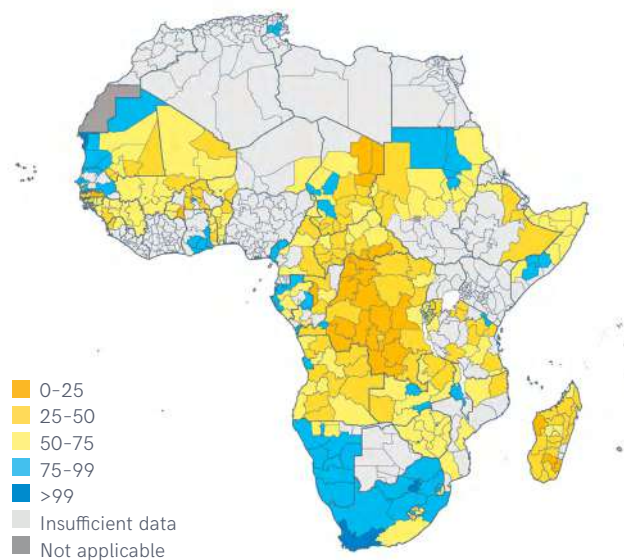 0-25
25-50
50-75
75-99
>99
Insufficient data
Not applicable